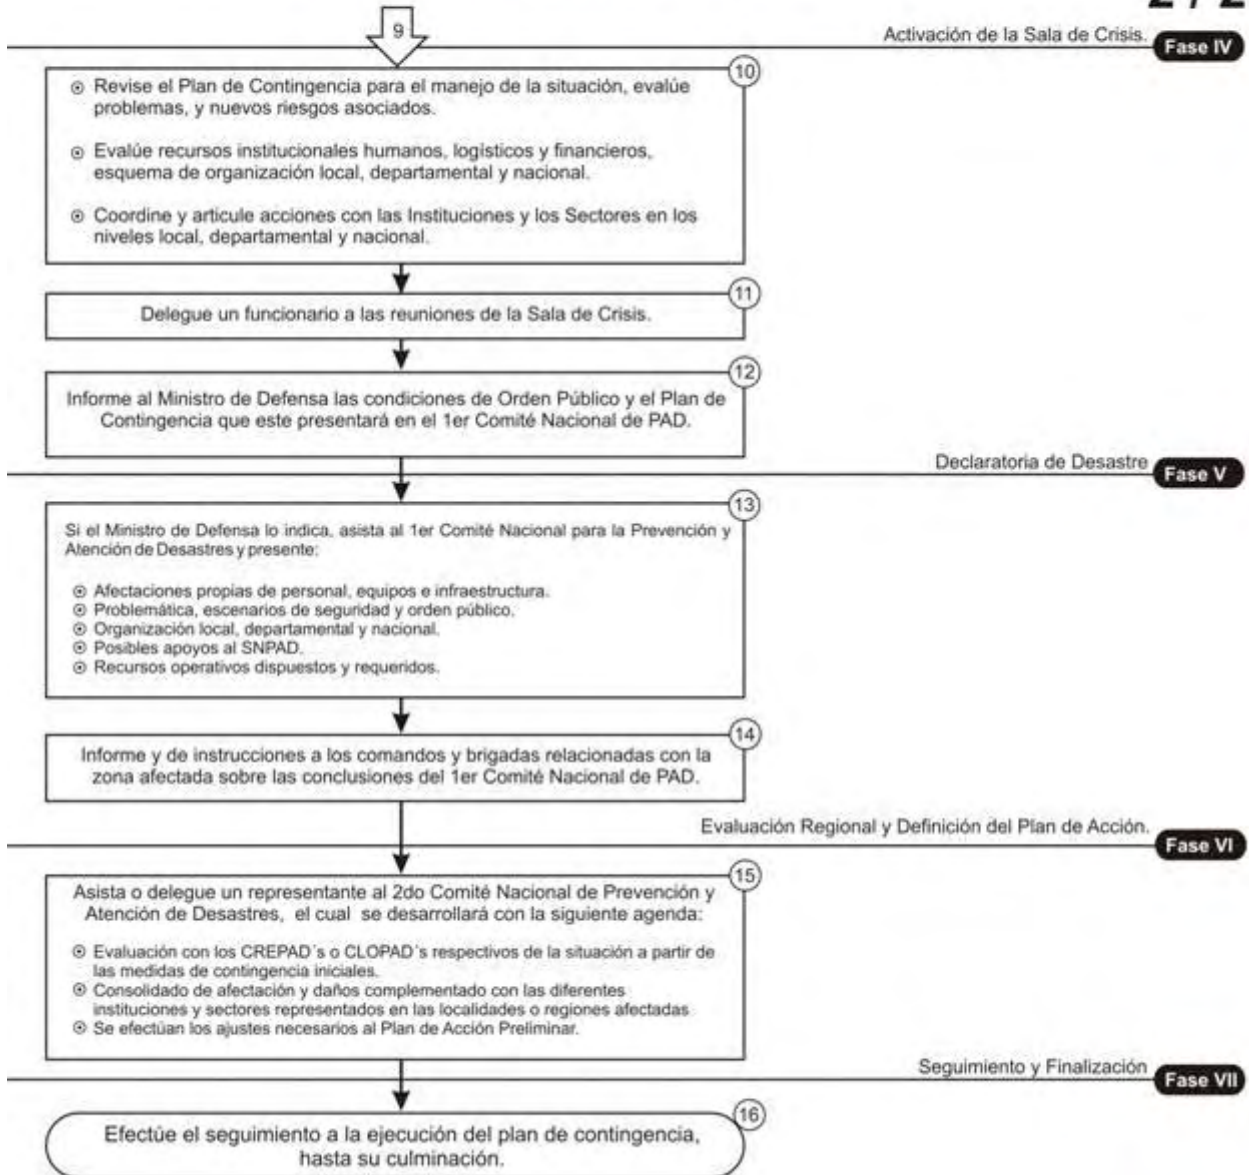 2 / 2
9
Activación de la Sala de Crisis.
Fase IV
10
⊙ Revise el Plan de Contingencia para el manejo de la situación, evalúe
problemas, y nuevos riesgos asociados.
⊙ Evalúe recursos institucionales humanos, logísticos y financieros,
esquema de organización local, departamental y nacional.
⊙ Coordine y articule acciones con las Instituciones y los Sectores en los
niveles local, departamental y nacional.
11
Delegue un funcionario a las reuniones de la Sala de Crisis.
12
Informe al Ministro de Defensa las condiciones de Orden Público y el Plan de
Contingencia que este presentará en el 1er Comité Nacional de PAD.
Declaratoria de Desastre
Fase V
13
Si el Ministro de Defensa lo indica, asista al 1er Comité Nacional para la Prevención y
Atención de Desastres y presente:
⊙ Afectaciones propias de personal, equipos e infraestructura.
⊙ Problemática, escenarios de seguridad y orden público.
⊙ Organización local, departamental y nacional.
⊙ Posibles apoyos al SNPAD.
⊙ Recursos operativos dispuestos y requeridos.
14
Informe y de instrucciones a los comandos y brigadas relacionadas con la
zona afectada sobre las conclusiones del 1er Comité Nacional de PAD.
Evaluación Regional y Definición del Plan de Acción.
Fase VI
15
Asista o delegue un representante al 2do Comité Nacional de Prevención y
Atención de Desastres, el cual se desarrollará con la siguiente agenda:
⊙ Evaluación con los CREPAD´s o CLOPAD's respectivos de la situación a partir de
las medidas de contingencia iniciales.
⊙ Consolidado de afectación y daños complementado con las diferentes
instituciones y sectores representados en las localidades o regiones afectadas
⊙ Se efectúan los ajustes necesarios al Plan de Acción Preliminar.
Seguimiento y Finalización
Fase VII
16
Efectúe el seguimiento a la ejecución del plan de contingencia,
hasta su culminación.